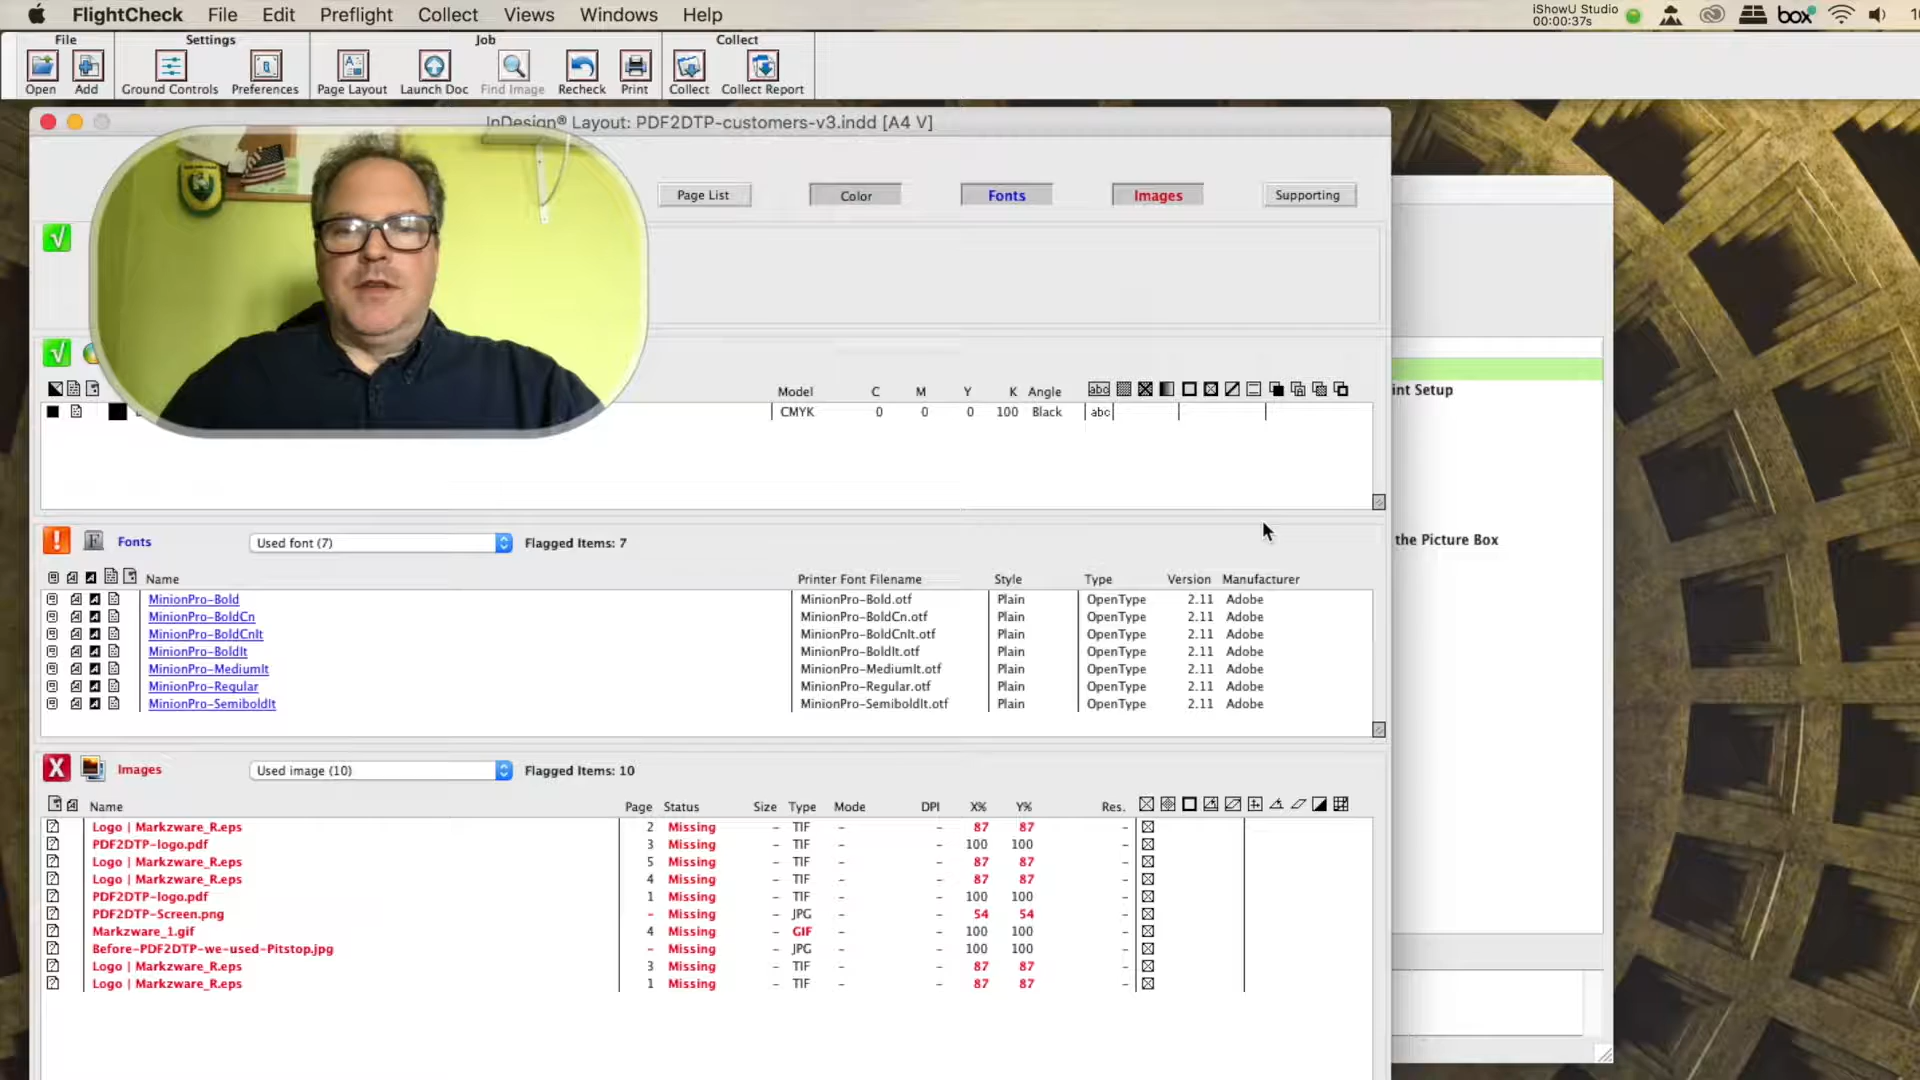 FlightCheck File Edit Preflight Collect Views Windows Help
iShowU Studio
00:00:37s
box
File Settings Job Collect
Open Add Ground Controls Preferences Page Layout Launch Doc Find Image Recheck Print Collect Collect Report
InDesign® Layout: PDF2DTP-customers-v3.indd [A4 V]
Page List Color Fonts Images Supporting
Model C M Y K Angle abc
CMYK 0 0 0 100 Black abc
int Setup
the Picture Box
Fonts Used font (7) Flagged Items: 7
Name Printer Font Filename Style Type Version Manufacturer
MinionPro-Bold MinionPro-Bold.otf Plain OpenType 2.11 Adobe
MinionPro-BoldCn MinionPro-BoldCn.otf Plain OpenType 2.11 Adobe
MinionPro-BoldCnIt MinionPro-BoldCnIt.otf Plain OpenType 2.11 Adobe
MinionPro-BoldIt MinionPro-BoldIt.otf Plain OpenType 2.11 Adobe
MinionPro-MediumIt MinionPro-MediumIt.otf Plain OpenType 2.11 Adobe
MinionPro-Regular MinionPro-Regular.otf Plain OpenType 2.11 Adobe
MinionPro-SemiboldIt MinionPro-SemiboldIt.otf Plain OpenType 2.11 Adobe
Images Used image (10) Flagged Items: 10
Name Page Status Size Type Mode DPI X% Y% Res.
Logo | Markzware_R.eps 2 Missing - TIF - - 87 87 -
PDF2DTP-logo.pdf 3 Missing - TIF - - 100 100 -
Logo | Markzware_R.eps 5 Missing - TIF - - 87 87 -
Logo | Markzware_R.eps 4 Missing - TIF - - 87 87 -
PDF2DTP-logo.pdf 1 Missing - TIF - - 100 100 -
PDF2DTP-Screen.png - Missing - JPG - - 54 54 -
Markzware_1.gif 4 Missing - GIF - - 100 100 -
Before-PDF2DTP-we-used-Pitstop.jpg - Missing - JPG - - 100 100 -
Logo | Markzware_R.eps 3 Missing - TIF - - 87 87 -
Logo | Markzware_R.eps 1 Missing - TIF - - 87 87 -